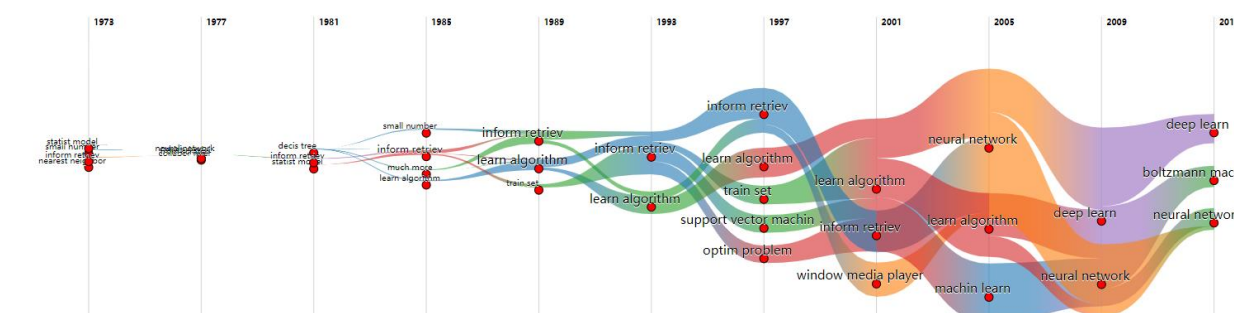 1973
1977
1981
1985
1989
1993
1997
2001
2005
2009
201
statist model
small number
inform retriev
nearest neighbor
decis tree
inform retriev
statist model
small number
inform retriev
much more
learn algorithm
inform retriev
learn algorithm
train set
inform retriev
learn algorithm
inform retriev
learn algorithm
train set
support vector machin
optim problem
learn algorithm
inform retriev
window media player
neural network
learn algorithm
machin learn
deep learn
neural network
deep learn
boltzmann mac
neural networ